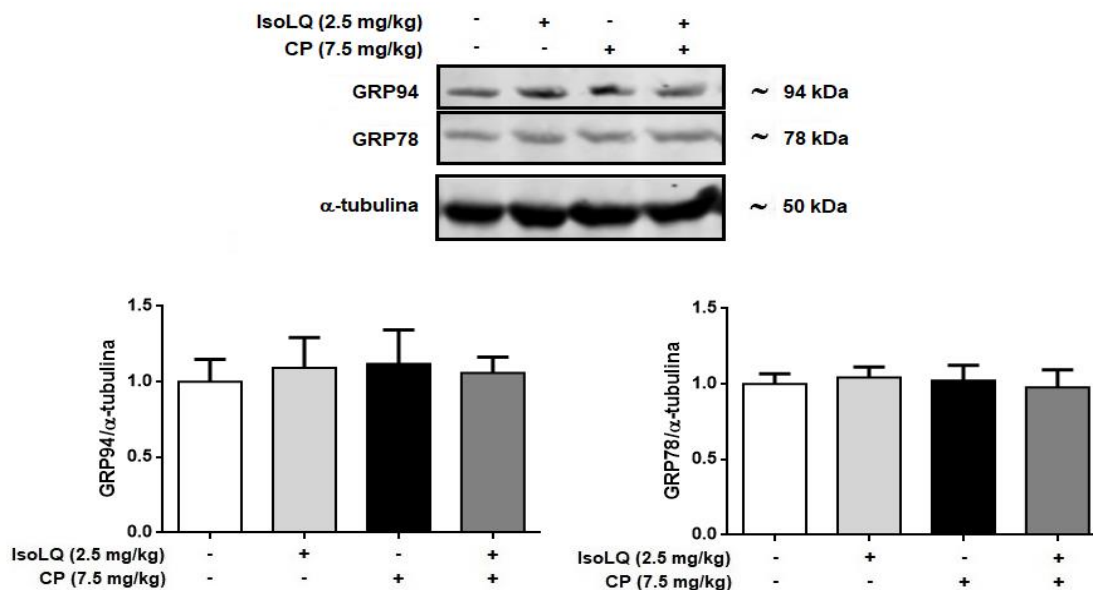 IsoLQ (2.5 mg/kg) - + - +
CP (7.5 mg/kg) - - + +
GRP94 ~ 94 kDa
GRP78 ~ 78 kDa
α-tubulina ~ 50 kDa
GRP94/α-tubulina
1.5
1.0
0.5
0.0
IsoLQ (2.5 mg/kg) - + - +
CP (7.5 mg/kg) - - + +
GRP78/α-tubulina
1.5
1.0
0.5
0.0
IsoLQ (2.5 mg/kg) - + - +
CP (7.5 mg/kg) - - + +